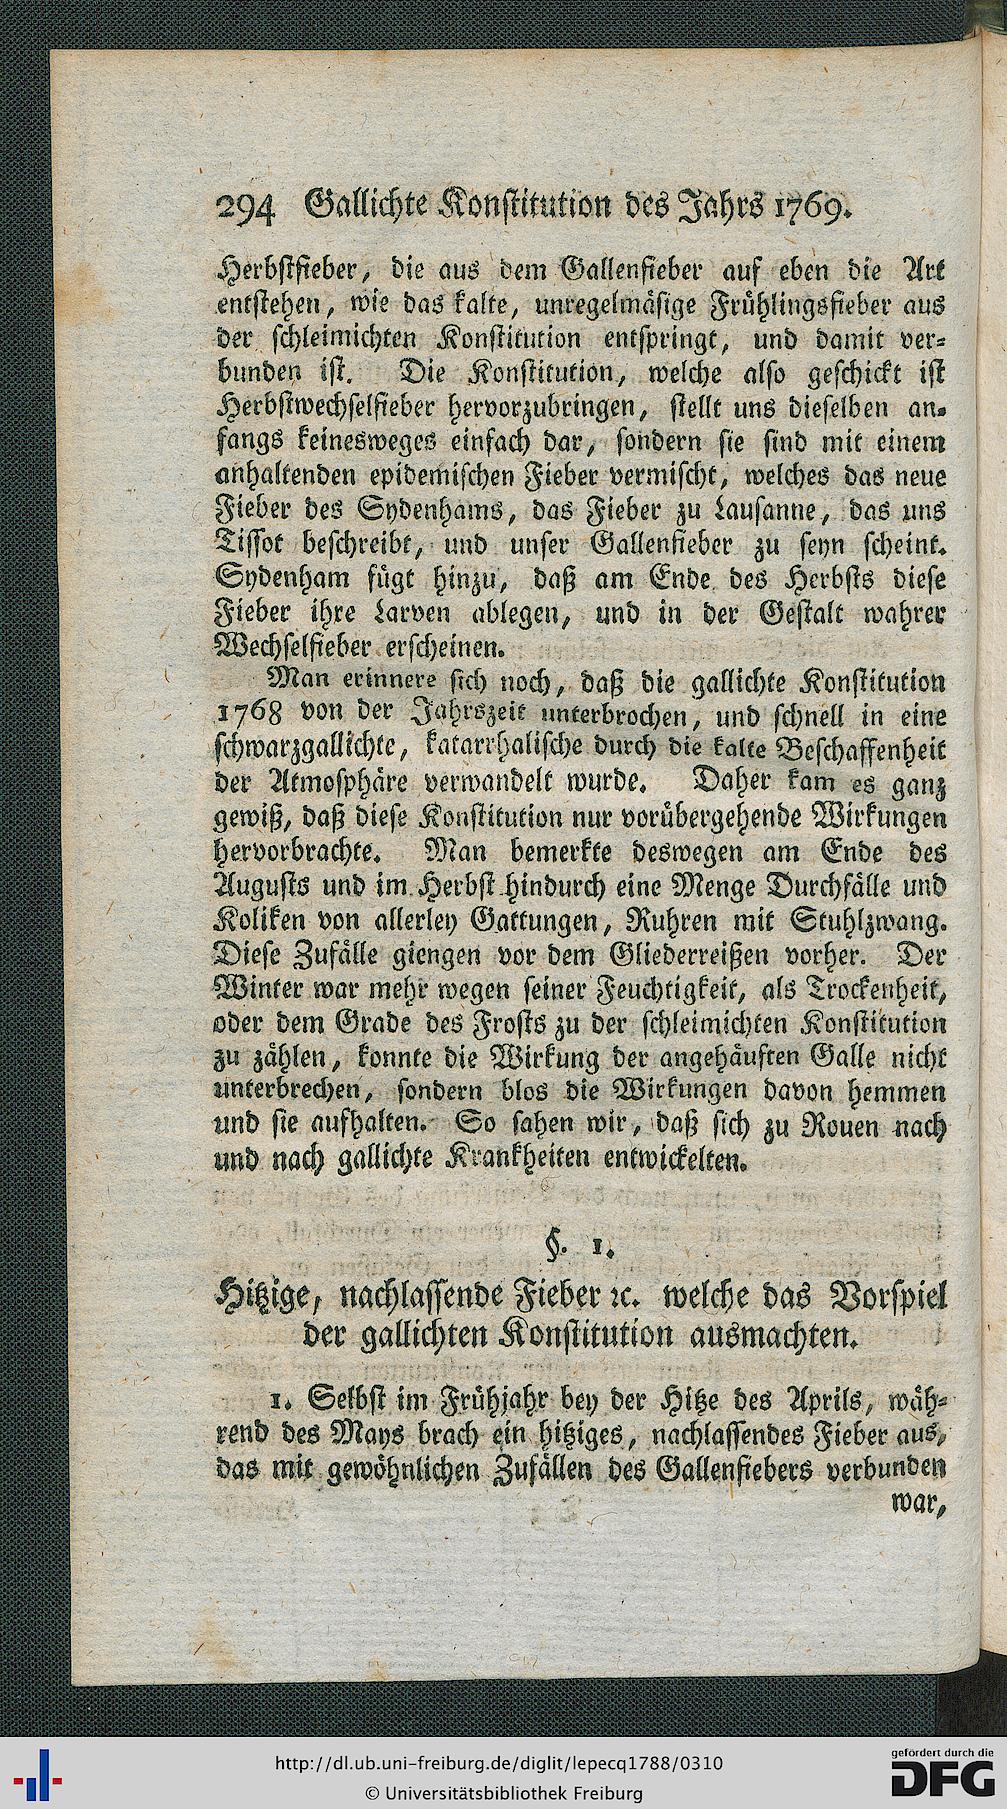 294 Gallichte Konstitution des Jahrs 1769.
Herbstfieber, die aus dem Gallenfieber auf eben die Art
entstehen, wie das kalte, unregelmäsige Frühlingsfieber aus
der schleimichten Konstitution entspringt, und damit ver-
bunden ist. Die Konstitution, welche also geschickt ist
Herbstwechselfieber hervorzubringen, stellt uns dieselben an-
fangs keinesweges einfach dar, sondern sie sind mit einem
anhaltenden epidemischen Fieber vermischt, welches das neue
Fieber des Sydenhams, das Fieber zu Lausanne, das uns
Tissot beschreibt, und unser Gallenfieber zu seyn scheint.
Sydenham fügt hinzu, daß am Ende des Herbsts diese
Fieber ihre Larven ablegen, und in der Gestalt wahrer
Wechselfieber erscheinen.
Man erinnere sich noch, daß die gallichte Konstitution
1768 von der Jahrszeit unterbrochen, und schnell in eine
schwarzgallichte, katarrhalische durch die kalte Beschaffenheit
der Atmosphäre verwandelt wurde. Daher kam es ganz
gewiß, daß diese Konstitution nur vorübergehende Wirkungen
hervorbrachte. Man bemerkte deswegen am Ende des
Augusts und im Herbst hindurch eine Menge Durchfälle und
Koliken von allerley Gattungen, Ruhren mit Stuhlzwang.
Diese Zufälle giengen vor dem Gliederreißen vorher. Der
Winter war mehr wegen seiner Feuchtigkeit, als Trockenheit,
oder dem Grade des Frosts zu der schleimichten Konstitution
zu zählen, konnte die Wirkung der angehäuften Galle nicht
unterbrechen, sondern blos die Wirkungen davon hemmen
und sie aufhalten. So sahen wir, daß sich zu Rouen nach
und nach gallichte Krankheiten entwickelten.
§. 1.
Hitzige, nachlassende Fieber ꝛc. welche das Vorspiel
der gallichten Konstitution ausmachten.
1. Selbst im Frühjahr bey der Hitze des Aprils, wäh-
rend des Mays brach ein hitziges, nachlassendes Fieber aus,
das mit gewöhnlichen Zufällen des Gallenfiebers verbunden
war,
http://dl.ub.uni-freiburg.de/diglit/lepecq1788/0310
© Universitätsbibliothek Freiburg
gefördert durch die
DFG